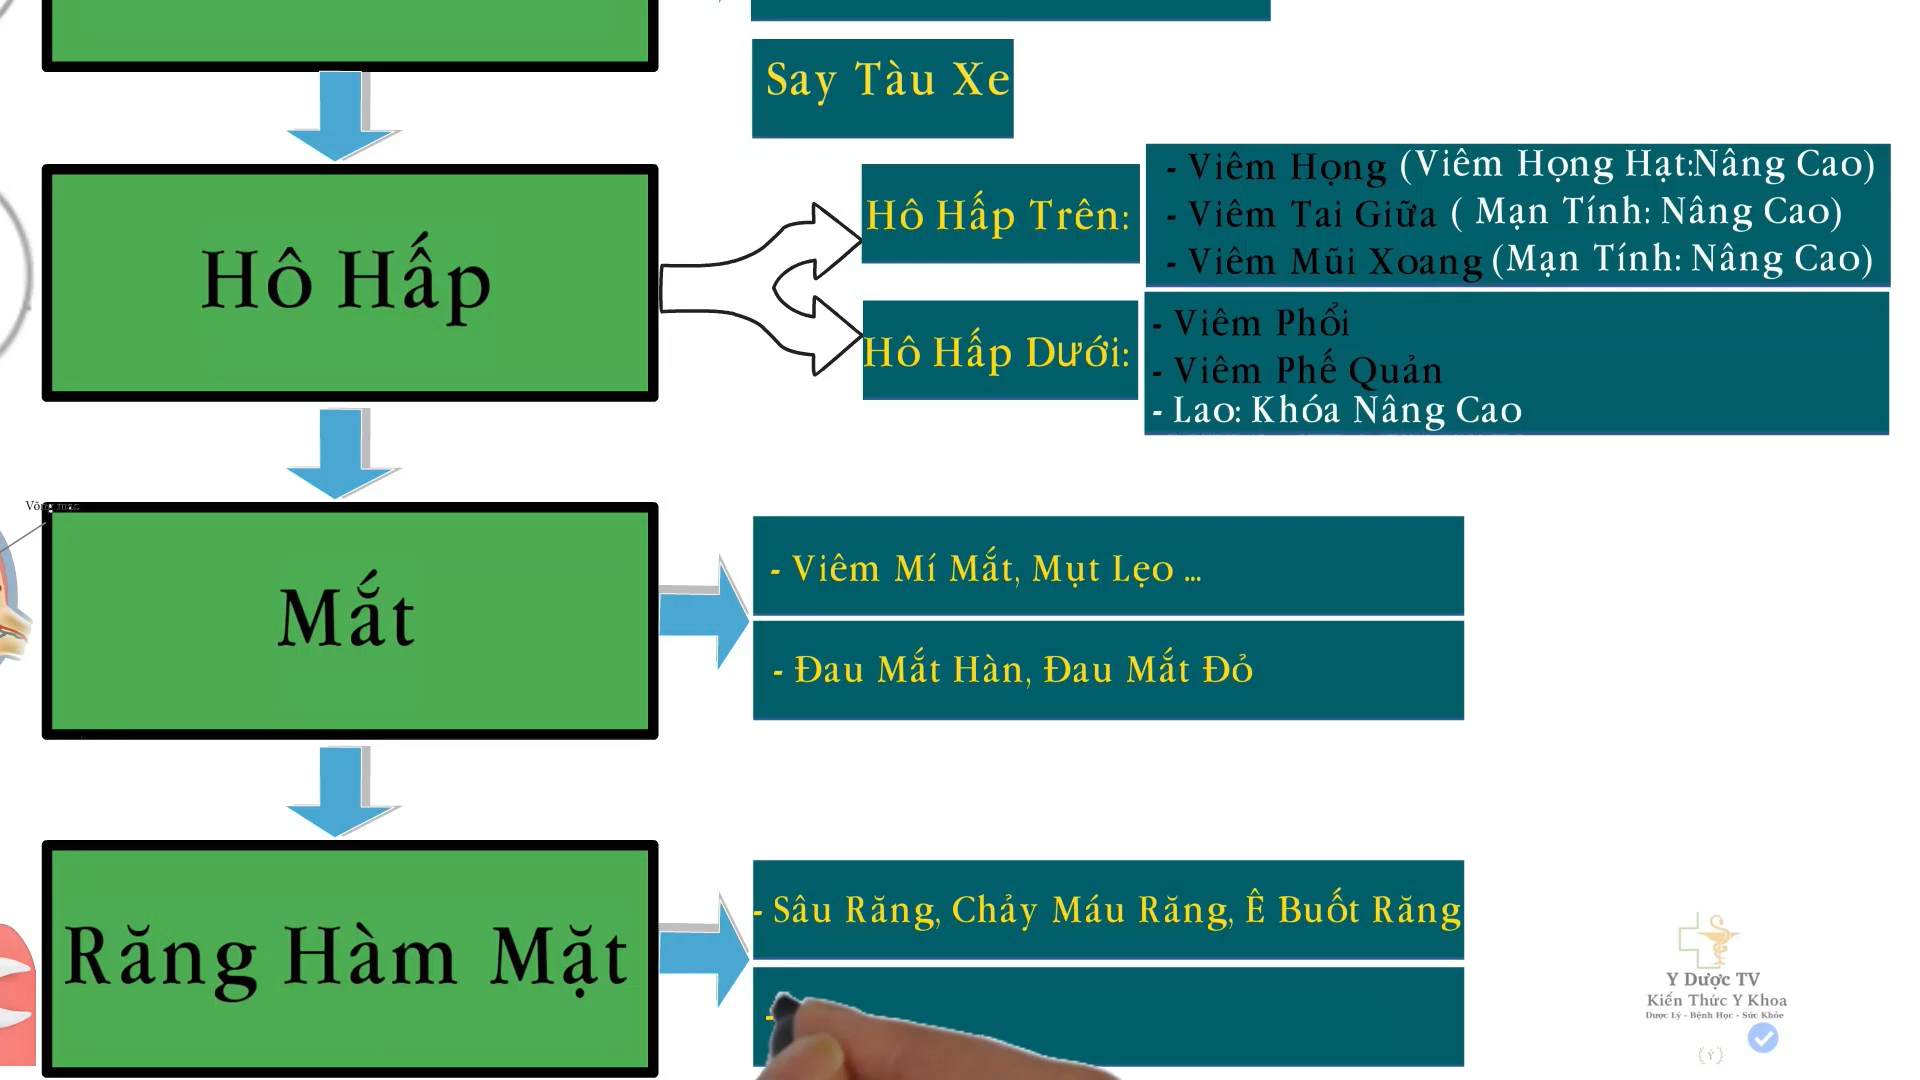 Say Tàu Xe
Hô Hấp
Hô Hấp Trên:
- Viêm Họng (Viêm Họng Hạt:Nâng Cao)
- Viêm Tai Giữa ( Mạn Tính: Nâng Cao)
- Viêm Mũi Xoang (Mạn Tính: Nâng Cao)
Hô Hấp Dưới:
- Viêm Phổi
- Viêm Phế Quản
- Lao: Khóa Nâng Cao
Võng mạc
Mắt
- Viêm Mí Mắt, Mụt Lẹo ...
- Đau Mắt Hàn, Đau Mắt Đỏ
Răng Hàm Mặt
- Sâu Răng, Chảy Máu Răng, Ê Buốt Răng
-
Y Dược TV
Kiến Thức Y Khoa
Dược Lý - Bệnh Học - Sức Khỏe